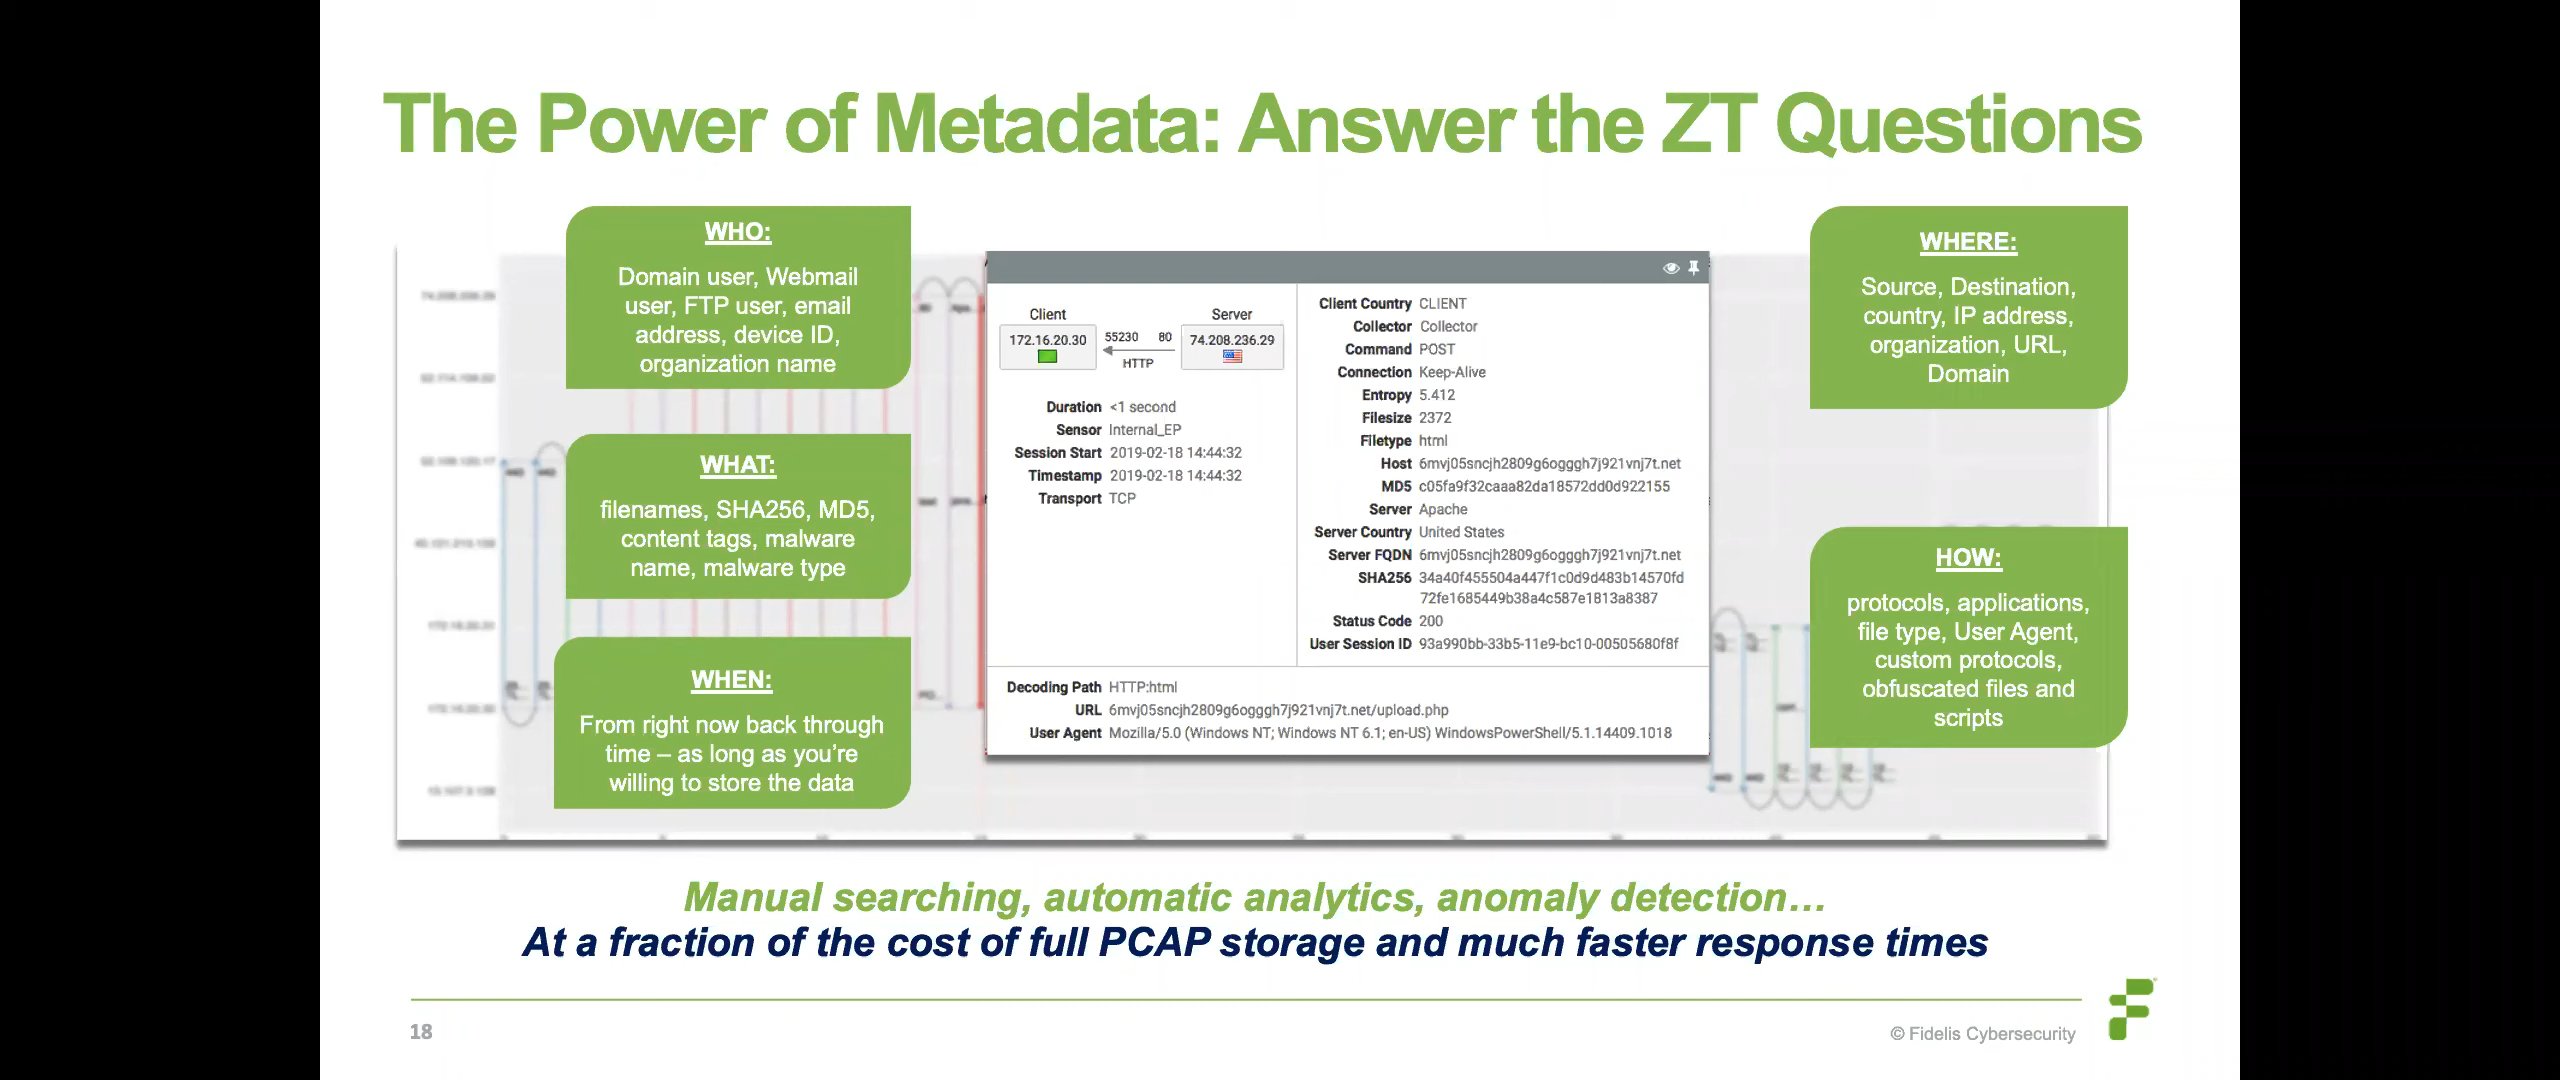 The Power of Metadata: Answer the ZT Questions
WHO:
Domain user, Webmail
user, FTP user, email
address, device ID,
organization name
WHAT:
filenames, SHA256, MD5,
content tags, malware
name, malware type
WHEN:
From right now back through
time – as long as you’re
willing to store the data
Client
Server
172.16.20.30
55230 80
HTTP
74.208.236.29
Duration <1 second
Sensor Internal_EP
Session Start 2019-02-18 14:44:32
Timestamp 2019-02-18 14:44:32
Transport TCP
Client Country CLIENT
Collector Collector
Command POST
Connection Keep-Alive
Entropy 5.412
Filesize 2372
Filetype html
Host 6mvj05sncjh2809g6ogggh7j921vnj7t.net
MD5 c05fa9f32caaa82da18572dd0d922155
Server Apache
Server Country United States
Server FQDN 6mvj05sncjh2809g6ogggh7j921vnj7t.net
SHA256 34a40f455504a447f1c0d9d483b14570fd
72fe1685449b38a4c587e1813a8387
Status Code 200
User Session ID 93a990bb-33b5-11e9-bc10-00505680f8f
Decoding Path HTTP:html
URL 6mvj05sncjh2809g6ogggh7j921vnj7t.net/upload.php
User Agent Mozilla/5.0 (Windows NT; Windows NT 6.1; en-US) WindowsPowerShell/5.1.14409.1018
WHERE:
Source, Destination,
country, IP address,
organization, URL,
Domain
HOW:
protocols, applications,
file type, User Agent,
custom protocols,
obfuscated files and
scripts
Manual searching, automatic analytics, anomaly detection…
At a fraction of the cost of full PCAP storage and much faster response times
18
© Fidelis Cybersecurity